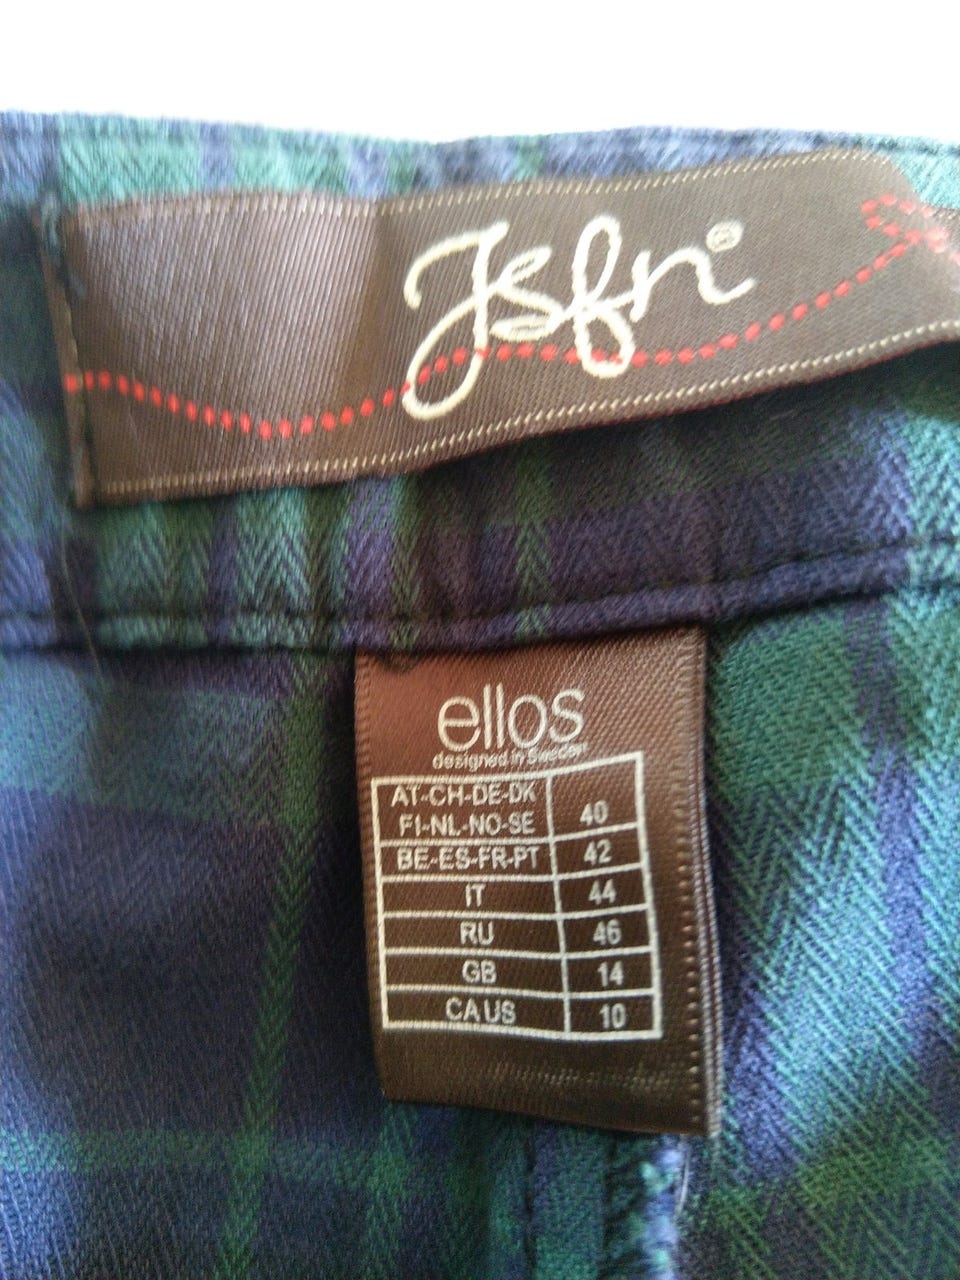 Jsfn®
ellos
designed in Sweden
AT-CH-DE-DK
FI-NL-NO-SE 40
BE-ES-FR-PT 42
IT 44
RU 46
GB 14
CA US 10